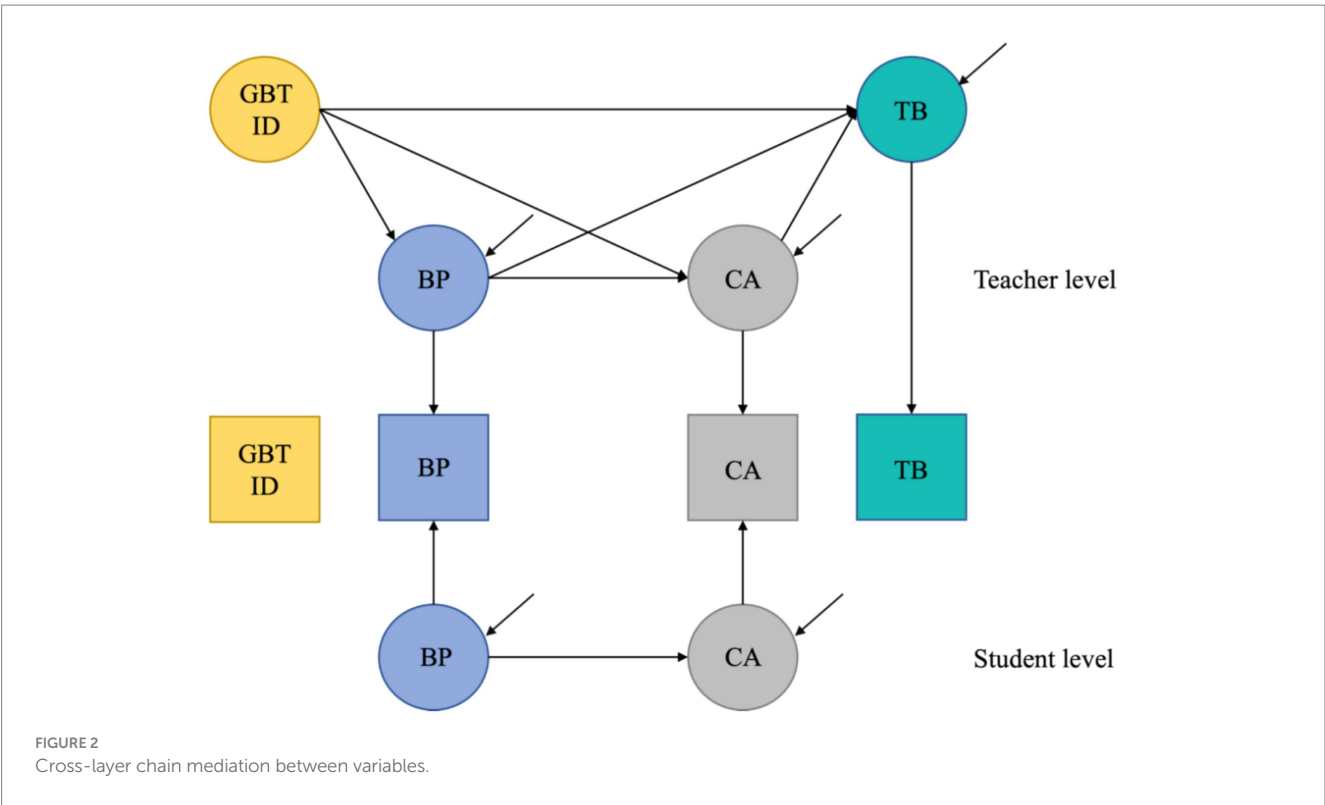 GBT
ID
TB
BP
CA
Teacher level
GBT
ID
BP
CA
TB
BP
CA
Student level
FIGURE 2
Cross-layer chain mediation between variables.